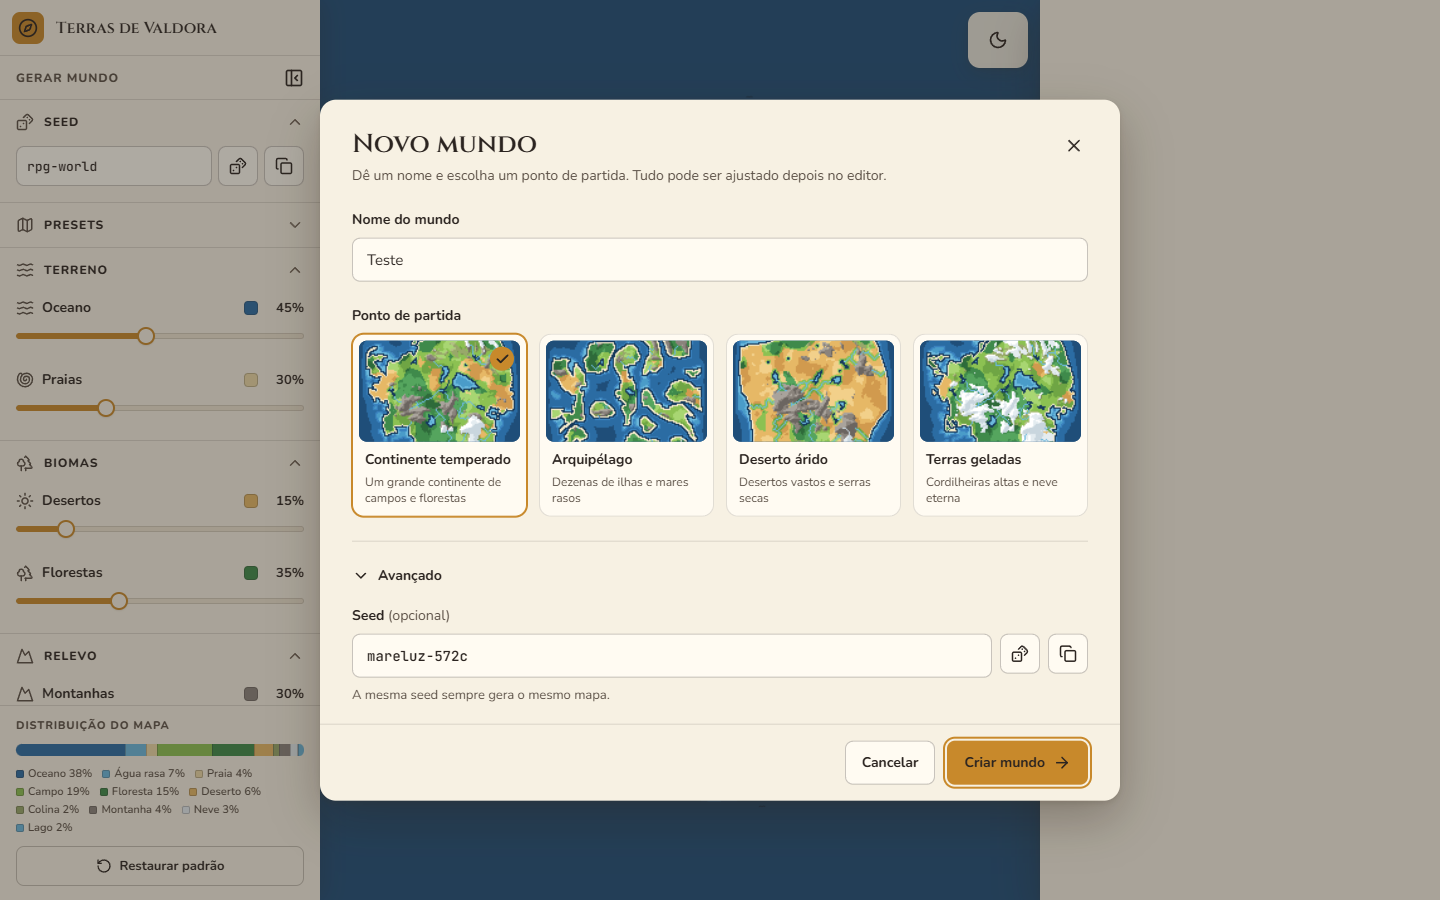 Terras de Valdora
GERAR MUNDO
SEED
rpg-world
PRESETS
TERRENO
Oceano 45%
Praias 30%
BIOMAS
Desertos 15%
Florestas 35%
RELEVO
Montanhas 30%
DISTRIBUIÇÃO DO MAPA
Oceano 38% Água rasa 7% Praia 4%
Campo 19% Floresta 15% Deserto 6%
Colina 2% Montanha 4% Neve 3%
Lago 2%
Restaurar padrão
Novo mundo
Dê um nome e escolha um ponto de partida. Tudo pode ser ajustado depois no editor.
Nome do mundo
Teste
Ponto de partida
Continente temperado
Um grande continente de
campos e florestas
Arquipélago
Dezenas de ilhas e mares
rasos
Deserto árido
Desertos vastos e serras
secas
Terras geladas
Cordilheiras altas e neve
eterna
Avançado
Seed (opcional)
mareluz-572c
A mesma seed sempre gera o mesmo mapa.
Cancelar
Criar mundo